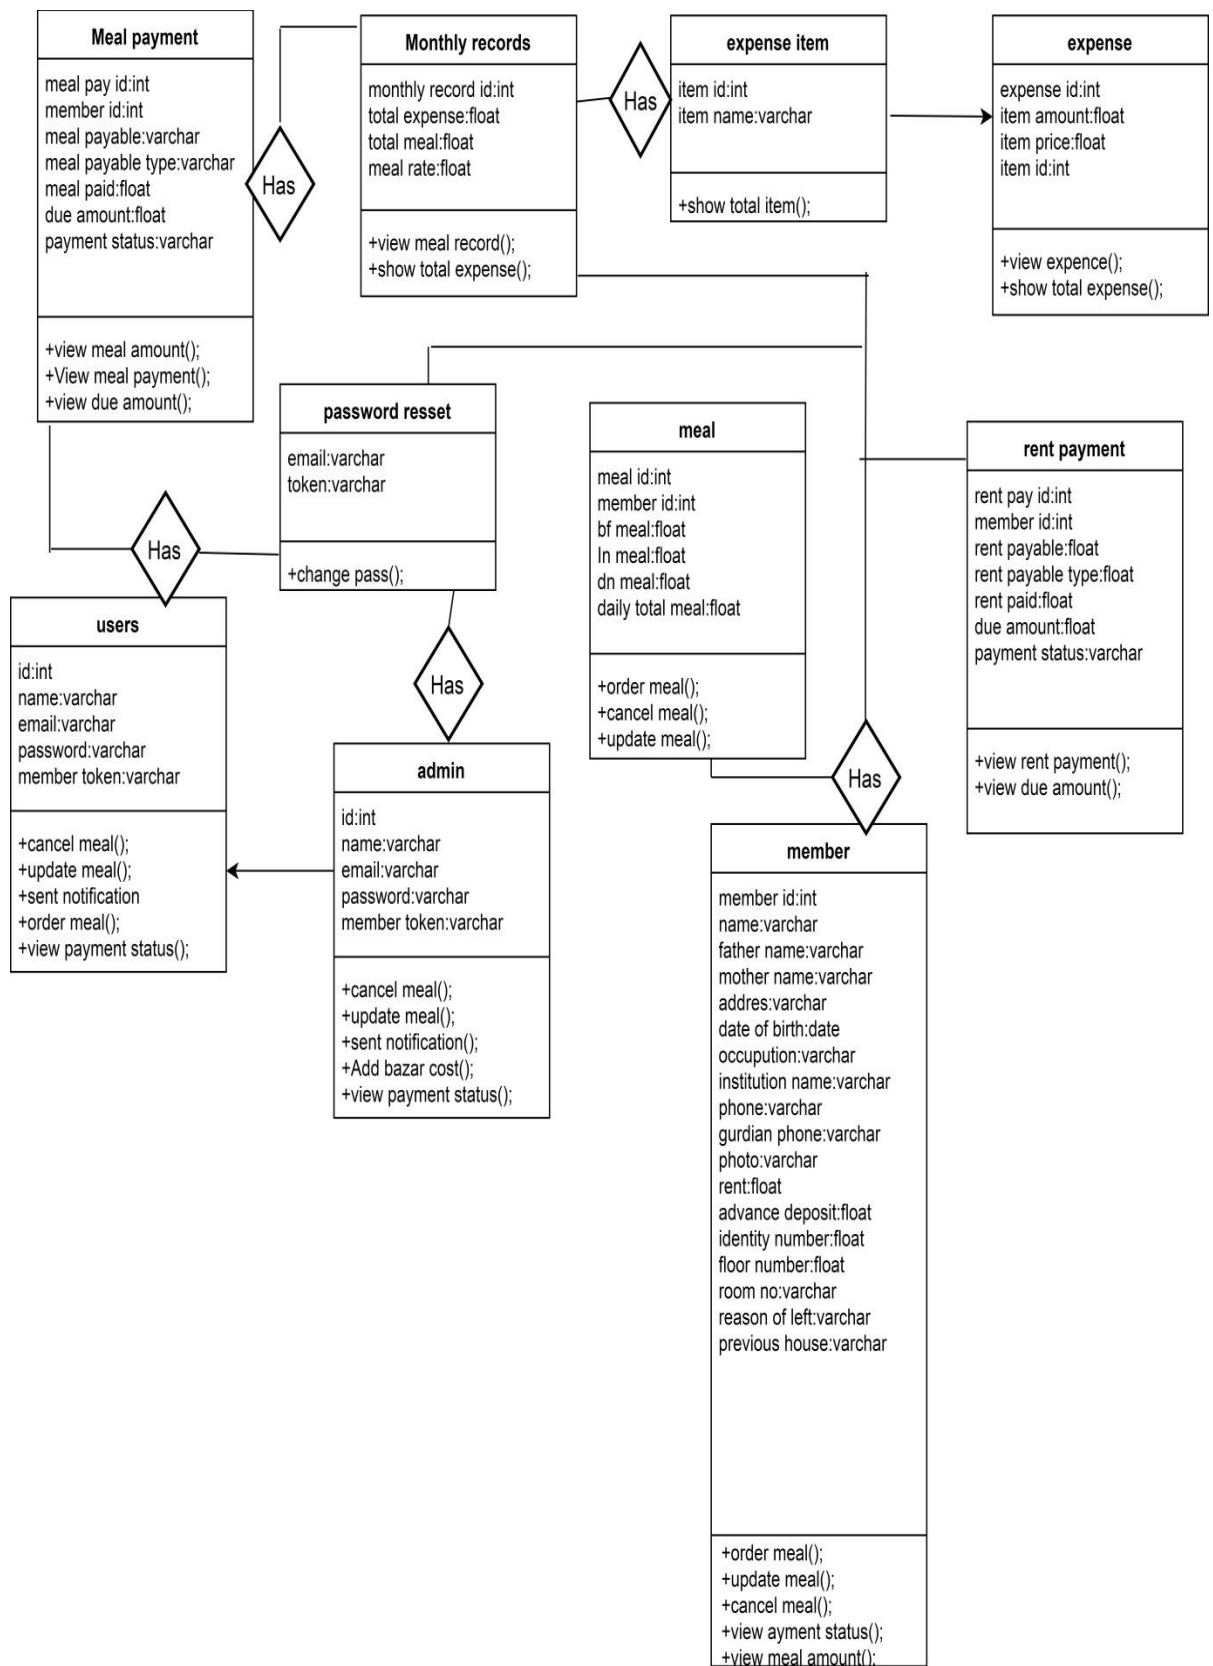 Meal payment
meal pay id:int
member id:int
meal payable:varchar
meal payable type:varchar
meal paid:float
due amount:float
payment status:varchar
+view meal amount();
+View meal payment();
+view due amount();
Has
Monthly records
monthly record id:int
total expense:float
total meal:float
meal rate:float
+view meal record();
+show total expense();
Has
expense item
item id:int
item name:varchar
+show total item();
expense
expense id:int
item amount:float
item price:float
item id:int
+view expence();
+show total expense();
password resset
email:varchar
token:varchar
+change pass();
Has
meal
meal id:int
member id:int
bf meal:float
ln meal:float
dn meal:float
daily total meal:float
+order meal();
+cancel meal();
+update meal();
rent payment
rent pay id:int
member id:int
rent payable:float
rent payable type:float
rent paid:float
due amount:float
payment status:varchar
+view rent payment();
+view due amount();
users
id:int
name:varchar
email:varchar
password:varchar
member token:varchar
+cancel meal();
+update meal();
+sent notification
+order meal();
+view payment status();
Has
admin
id:int
name:varchar
email:varchar
password:varchar
member token:varchar
+cancel meal();
+update meal();
+sent notification();
+Add bazar cost();
+view payment status();
Has
member
member id:int
name:varchar
father name:varchar
mother name:varchar
addres:varchar
date of birth:date
occupution:varchar
institution name:varchar
phone:varchar
gurdian phone:varchar
photo:varchar
rent:float
advance deposit:float
identity number:float
floor number:float
room no:varchar
reason of left:varchar
previous house:varchar
+order meal();
+update meal();
+cancel meal();
+view ayment status();
+view meal amount();